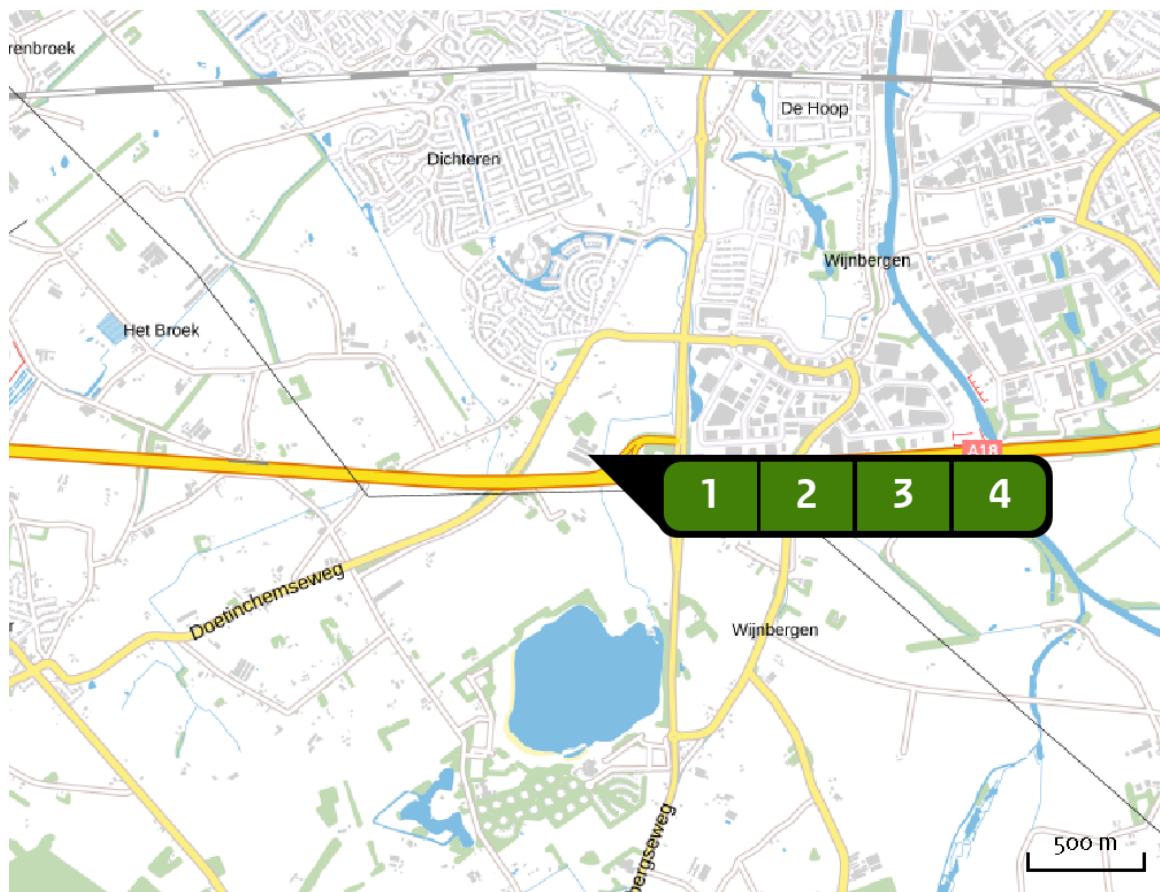 renbroek
De Hoop
Dichteren
Wijnbergen
Het Broek
A18
1 2 3 4
Doetinchemseweg
Wijnbergen
bergseweg
500 m